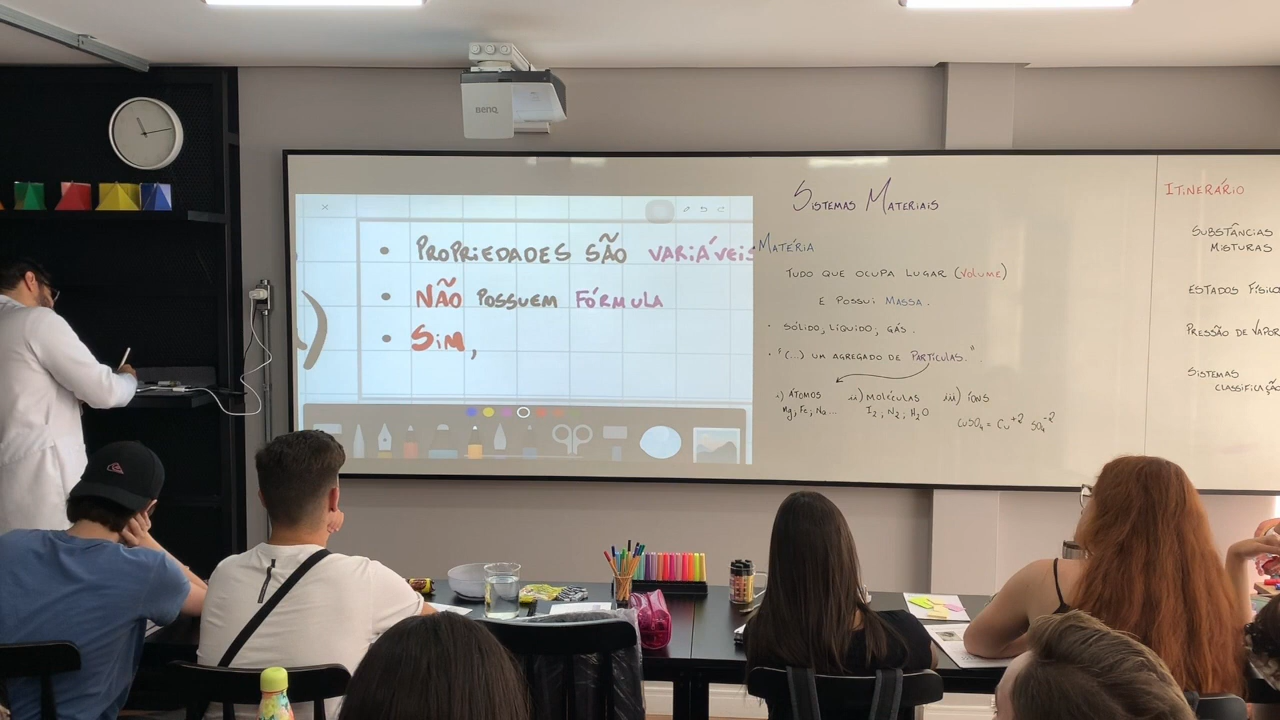 BENQ
• PROPRIEDADES SÃO VARIÁVEIS
• NÃO POSSUEM FÓRMULA
• SIM,
SISTEMAS MATERIAIS
MATÉRIA
TUDO QUE OCUPA LUGAR (VOLUME)
E POSSUI MASSA.
• SÓLIDO, LÍQUIDO; GÁS.
• "(...) UM AGREGADO DE PARTÍCULAS."
i) ÁTOMOS ii) MOLÉCULAS iii) ÍONS
Mg, Fe, Na... I₂, N₂, H₂O CuSO₄ = Cu⁺² SO₄⁻²
ITINERÁRIO
SUBSTÂNCIAS
MISTURAS
ESTADOS FÍSICO
PRESSÃO DE VAPOR
SISTEMAS
CLASSIFICAÇÃO